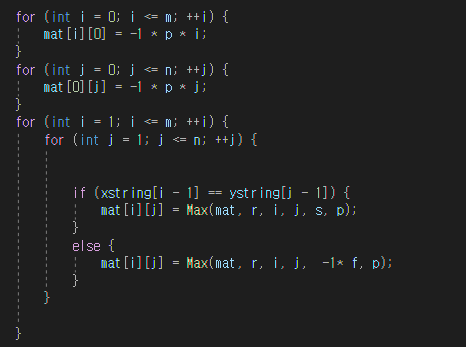 for (int i = 0; i <= m; ++i) {
mat[i][0] = -1 * p * i;
}
for (int j = 0; j <= n; ++j) {
mat[0][j] = -1 * p * j;
}
for (int i = 1; i <= m; ++i) {
for (int j = 1; j <= n; ++j) {
if (xstring[i - 1] == ystring[j - 1]) {
mat[i][j] = Max(mat, r, i, j, s, p);
}
else {
mat[i][j] = Max(mat, r, i, j,  -1* f, p);
}
}
}